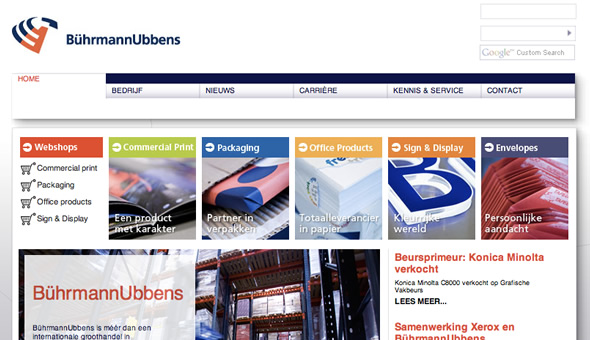 BührmannUbbens
Google™ Custom Search
HOME
BEDRIJF
NIEUWS
CARRIÈRE
KENNIS & SERVICE
CONTACT
Webshops
Commercial print
Packaging
Office products
Sign & Display
Commercial Print
Een product
met karakter
Packaging
Partner in
verpakken
Office Products
Totaalleverancier
in papier
Sign & Display
Kleurrijke
wereld
Envelopes
Persoonlijke
aandacht
BührmannUbbens
BührmannUbbens is méér dan een
internationale groothandel in
Beursprimeur: Konica Minolta
verkocht
Konica Minolta C8000 verkocht op Grafische
Vakbeurs
LEES MEER...
Samenwerking Xerox en
BührmannUbbens